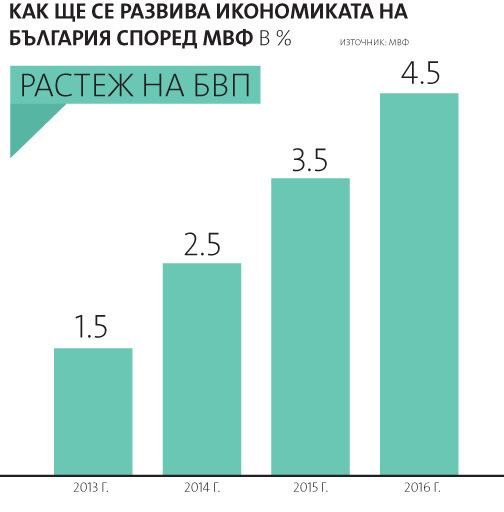 КАК ЩЕ СЕ РАЗВИВА ИКОНОМИКАТА НА
БЪЛГАРИЯ СПОРЕД МВФ В %
ИЗТОЧНИК: МВФ
РАСТЕЖ НА БВП
1.5
2.5
3.5
4.5
2013 Г.
2014 Г.
2015 Г.
2016 Г.